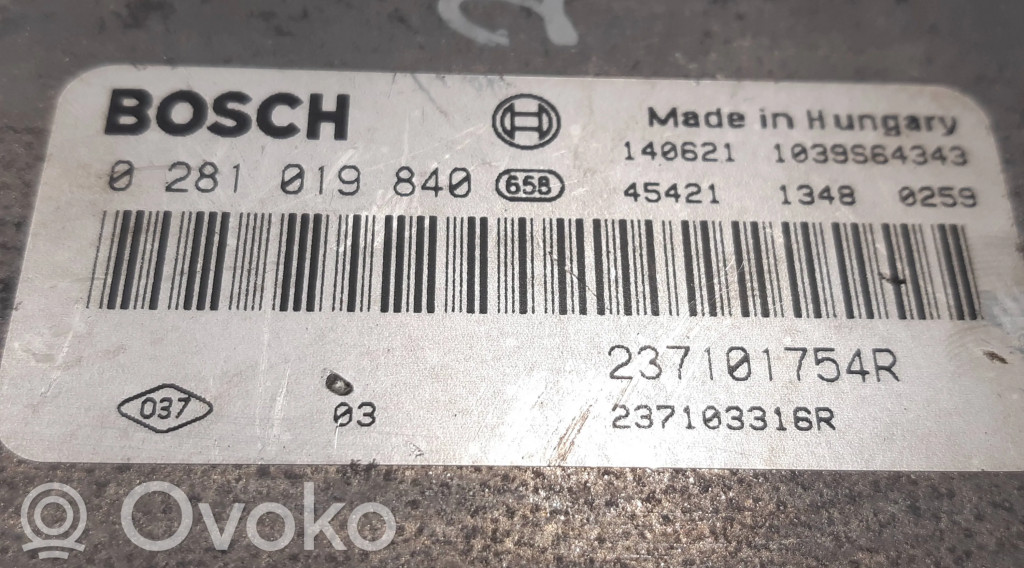 BOSCH
Made in Hungary
140621 1039S64343
0 281 019 840 658
45421 1348 0259
237101754R
037 03
237103316R
Ovoko